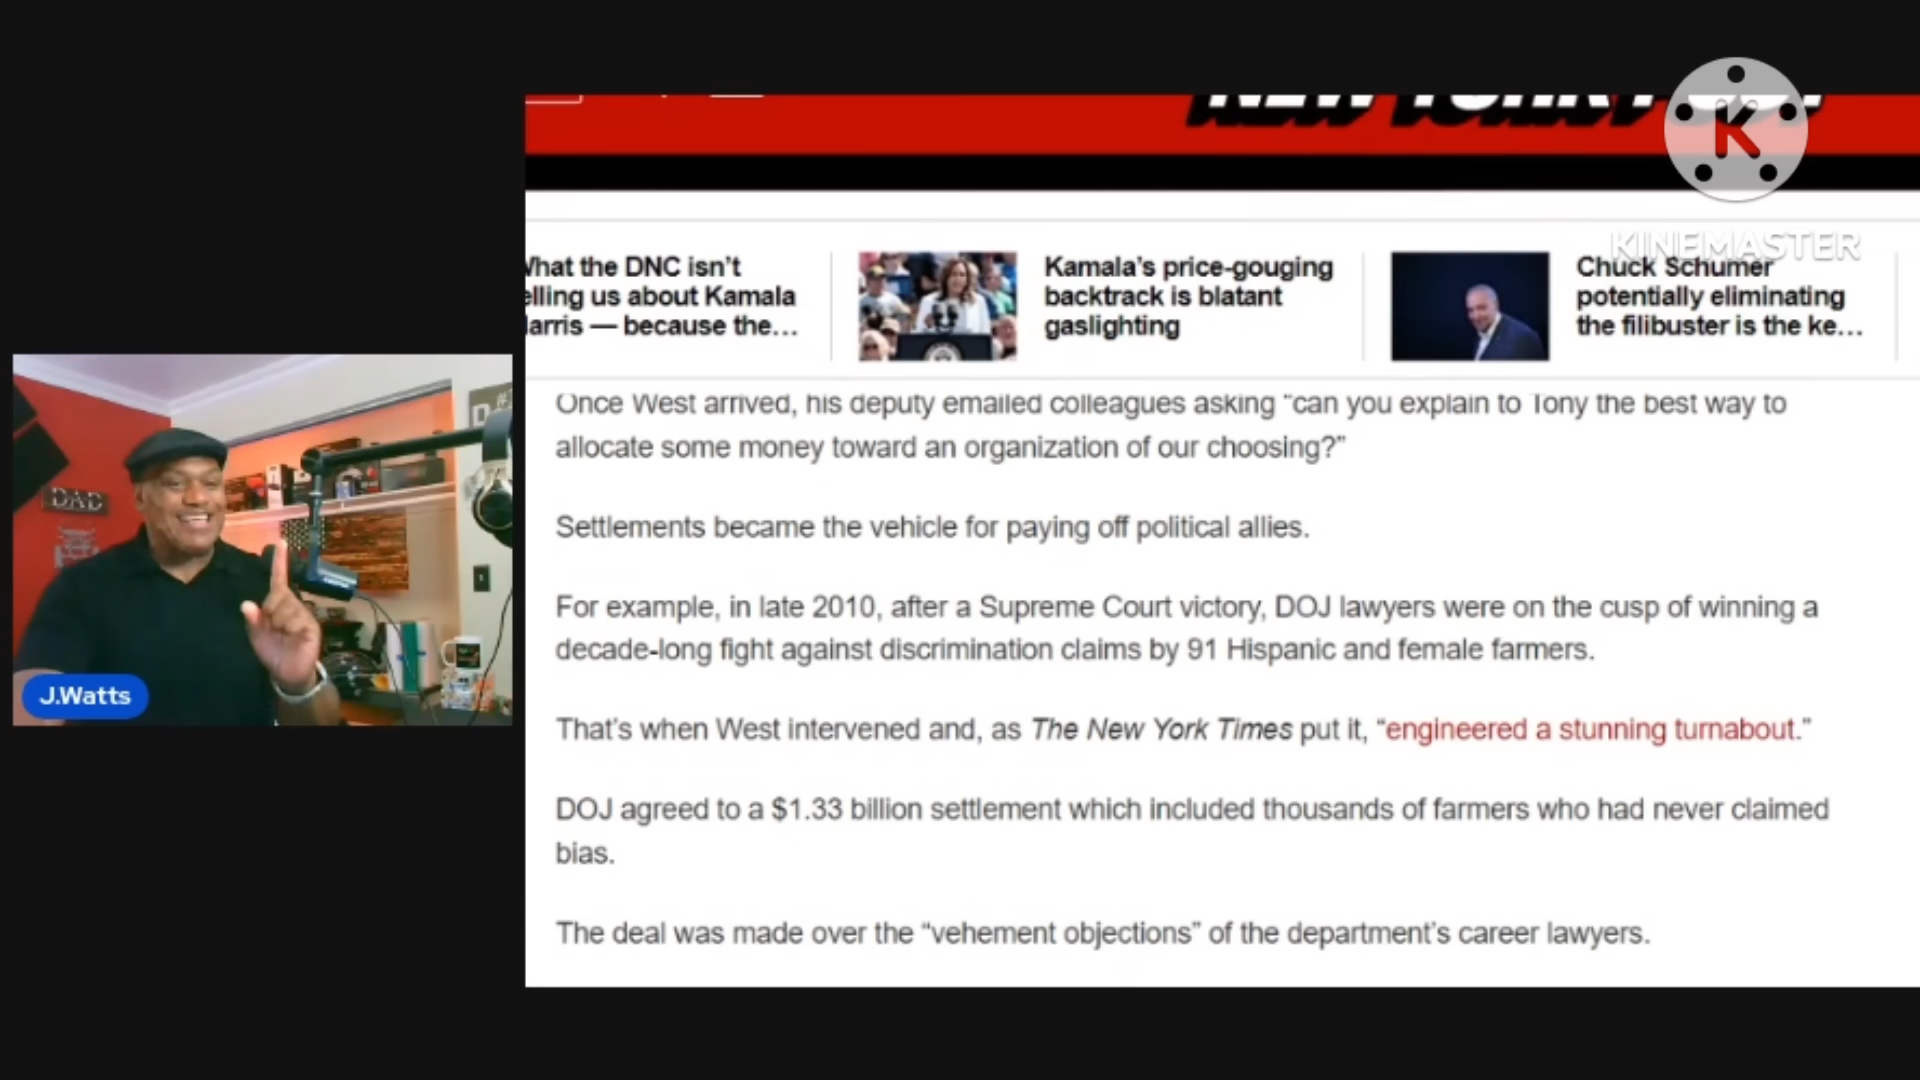 NEW YORK POST
KINEMASTER
What the DNC isn't
elling us about Kamala
arris — because the...
Kamala's price-gouging
backtrack is blatant
gaslighting
Chuck Schumer
potentially eliminating
the filibuster is the ke...
Once West arrived, his deputy emailed colleagues asking "can you explain to Tony the best way to
allocate some money toward an organization of our choosing?"
Settlements became the vehicle for paying off political allies.
For example, in late 2010, after a Supreme Court victory, DOJ lawyers were on the cusp of winning a
decade-long fight against discrimination claims by 91 Hispanic and female farmers.
That's when West intervened and, as The New York Times put it, "engineered a stunning turnabout."
DOJ agreed to a $1.33 billion settlement which included thousands of farmers who had never claimed
bias.
The deal was made over the "vehement objections" of the department's career lawyers.
DAD
J.Watts